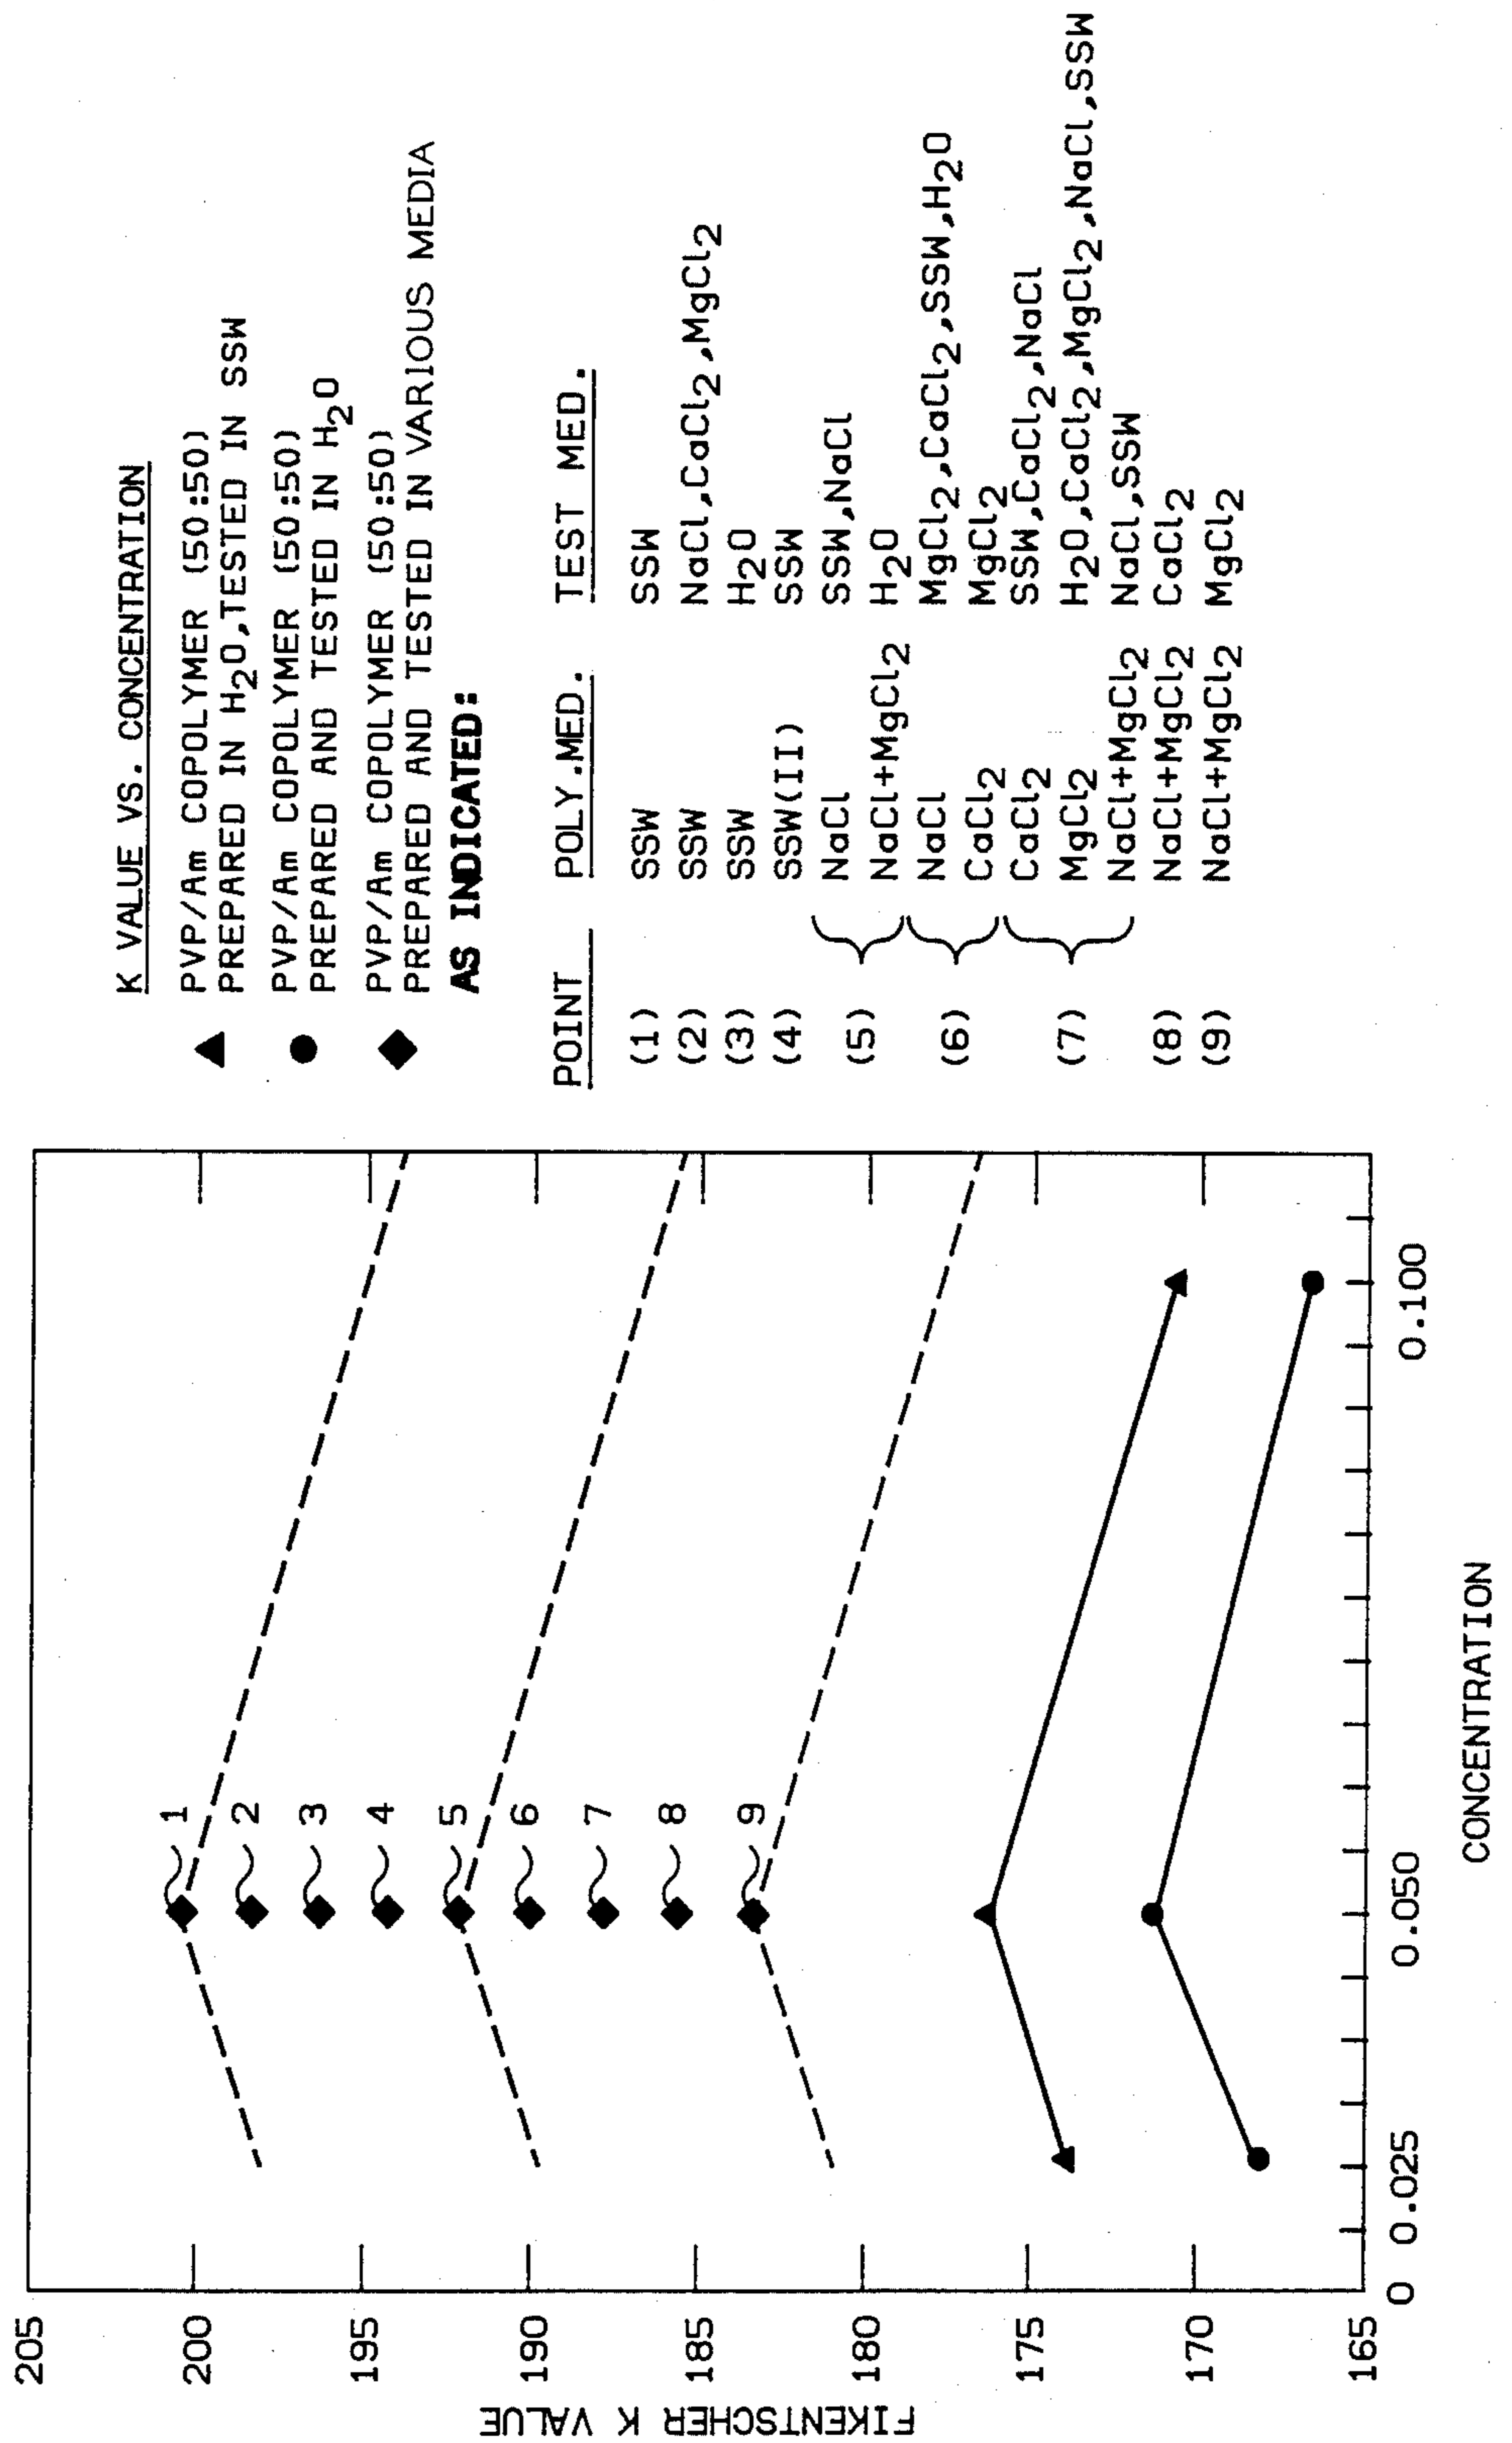 K VALUE VS. CONCENTRATION
▲ PVP/Am COPOLYMER (50:50)
PREPARED IN H2O,TESTED IN SSW
● PVP/Am COPOLYMER (50:50)
PREPARED AND TESTED IN H2O
◆ PVP/Am COPOLYMER (50:50)
PREPARED AND TESTED IN VARIOUS MEDIA
AS INDICATED:
POINT POLY.MED. TEST MED.
(1) SSW SSW
(2) SSW NaCl,CaCl2,MgCl2
(3) SSW H2O
(4) SSW(II) SSW
NaCl SSW,NaCl
(5)
NaCl+MgCl2 H2O
NaCl MgCl2,CaCl2,SSW,H2O
(6)
CaCl2 MgCl2
CaCl2 SSW,CaCl2,NaCl
(7) MgCl2 H2O,CaCl2,MgCl2,NaCl,SSW
NaCl+MgCl2 NaCl,SSW
(8) NaCl+MgCl2 CaCl2
(9) NaCl+MgCl2 MgCl2
FIKENTSCHER K VALUE
205
200
195
190
185
180
175
170
165
1
2
3
4
5
6
7
8
9
0 0.025 0.050 0.100
CONCENTRATION